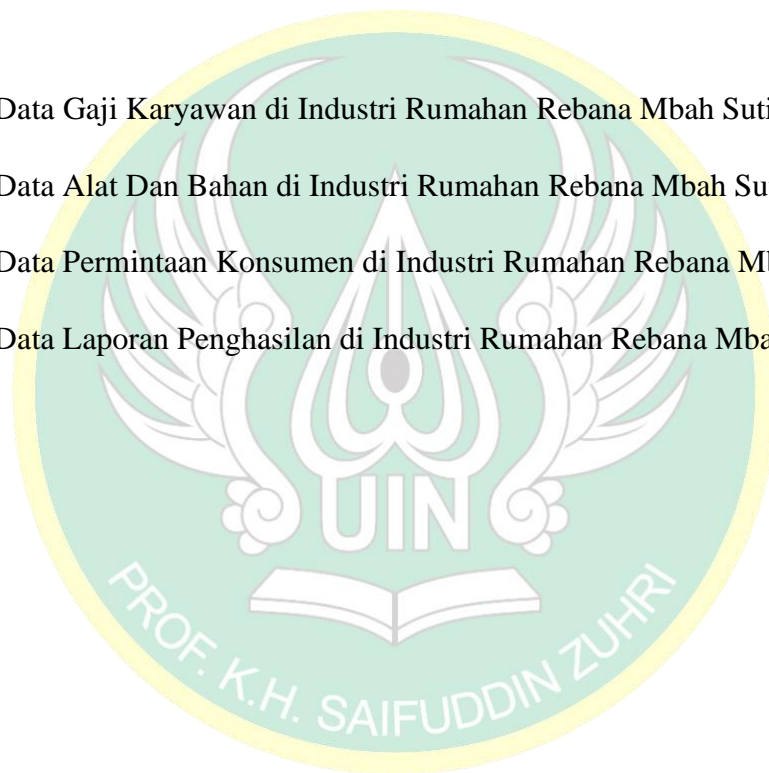 Data Gaji Karyawan di Industri Rumahan Rebana Mbah Suti
Data Alat Dan Bahan di Industri Rumahan Rebana Mbah Su
Data Permintaan Konsumen di Industri Rumahan Rebana Mb
Data Laporan Penghasilan di Industri Rumahan Rebana Mba
UIN
PROF. K.H. SAIFUDDIN ZUHRI